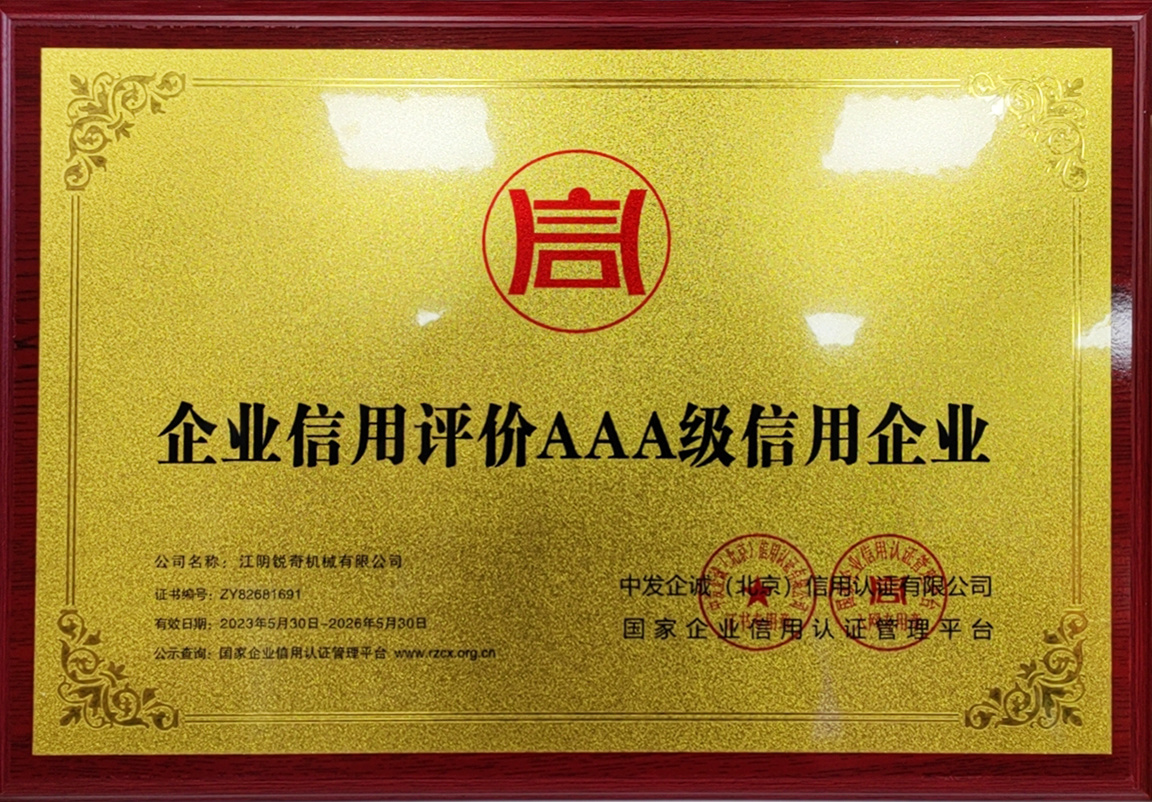 信
企业信用评价AAA级信用企业
公司名称：江阴锐奇机械有限公司
证书编号：ZY82681691
有效日期：2023年5月30日-2026年5月30日
公示查询：国家企业信用认证管理平台 www.rzcx.org.cn
中发企诚（北京）信用认证有限公司
国家企业信用认证管理平台